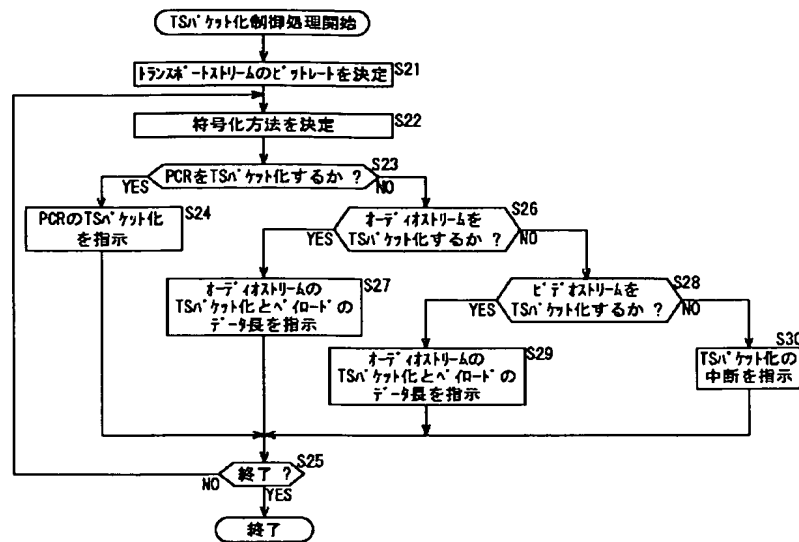 TSパケット化制御処理開始
トランスポートストリームのビットレートを決定
S21
符号化方法を決定
S22
PCRをTSパケット化するか ?
S23
YES
NO
PCRのTSパケット化
を指示
S24
オーディオストリームを
TSパケット化するか ?
S26
YES
NO
オーディオストリームの
TSパケット化とペイロードの
データ長を指示
S27
ビデオストリームを
TSパケット化するか ?
S28
YES
NO
オーディオストリームの
TSパケット化とペイロードの
データ長を指示
S29
TSパケット化の
中断を指示
S30
終了 ?
S25
NO
YES
終了